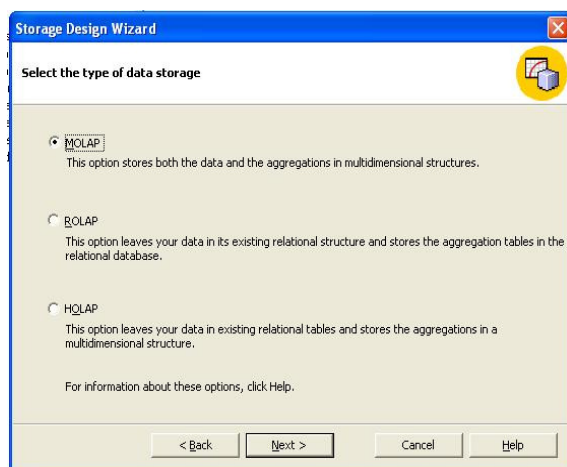 Storage Design Wizard
Select the type of data storage
MOLAP
This option stores both the data and the aggregations in multidimensional structures.
ROLAP
This option leaves your data in its existing relational structure and stores the aggregation tables in the
relational database.
HOLAP
This option leaves your data in existing relational tables and stores the aggregations in a
multidimensional structure.
For information about these options, click Help.
< Back Next > Cancel Help